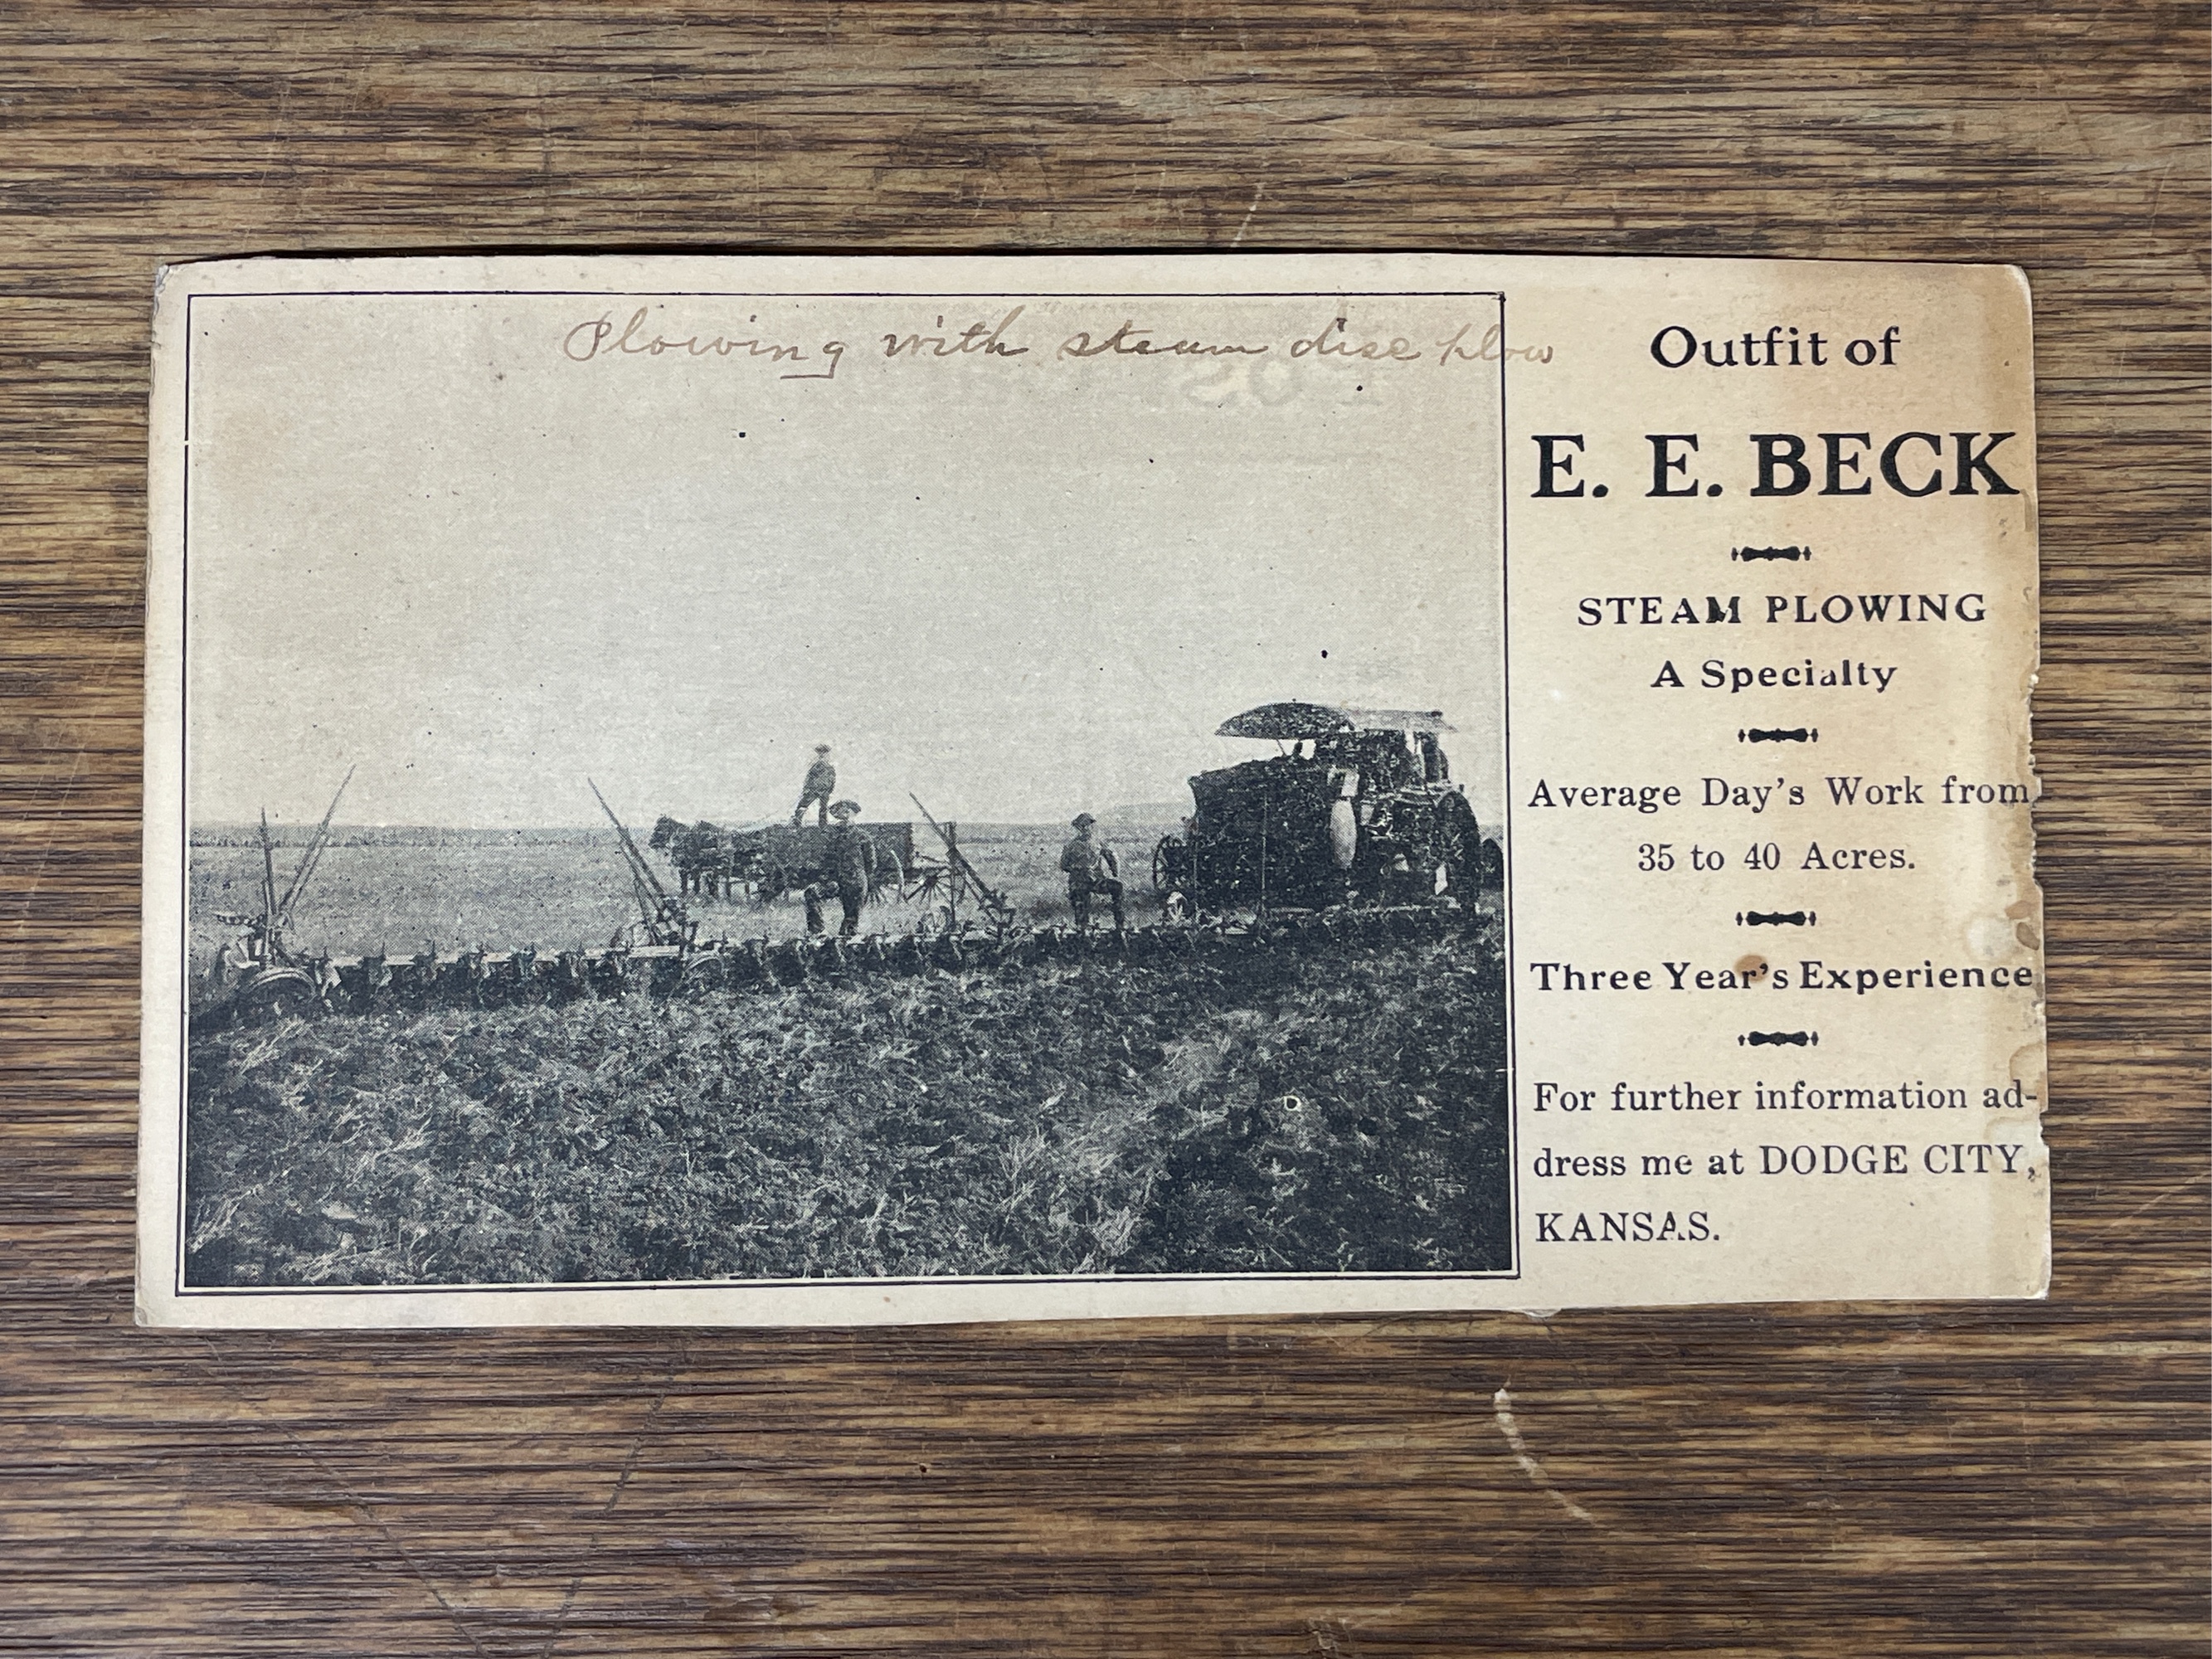 Plowing with steam disc plow
Outfit of
E. E. BECK
STEAM PLOWING
A Specialty
Average Day's Work from
35 to 40 Acres.
Three Year's Experience
For further information ad-
dress me at DODGE CITY,
KANSAS.